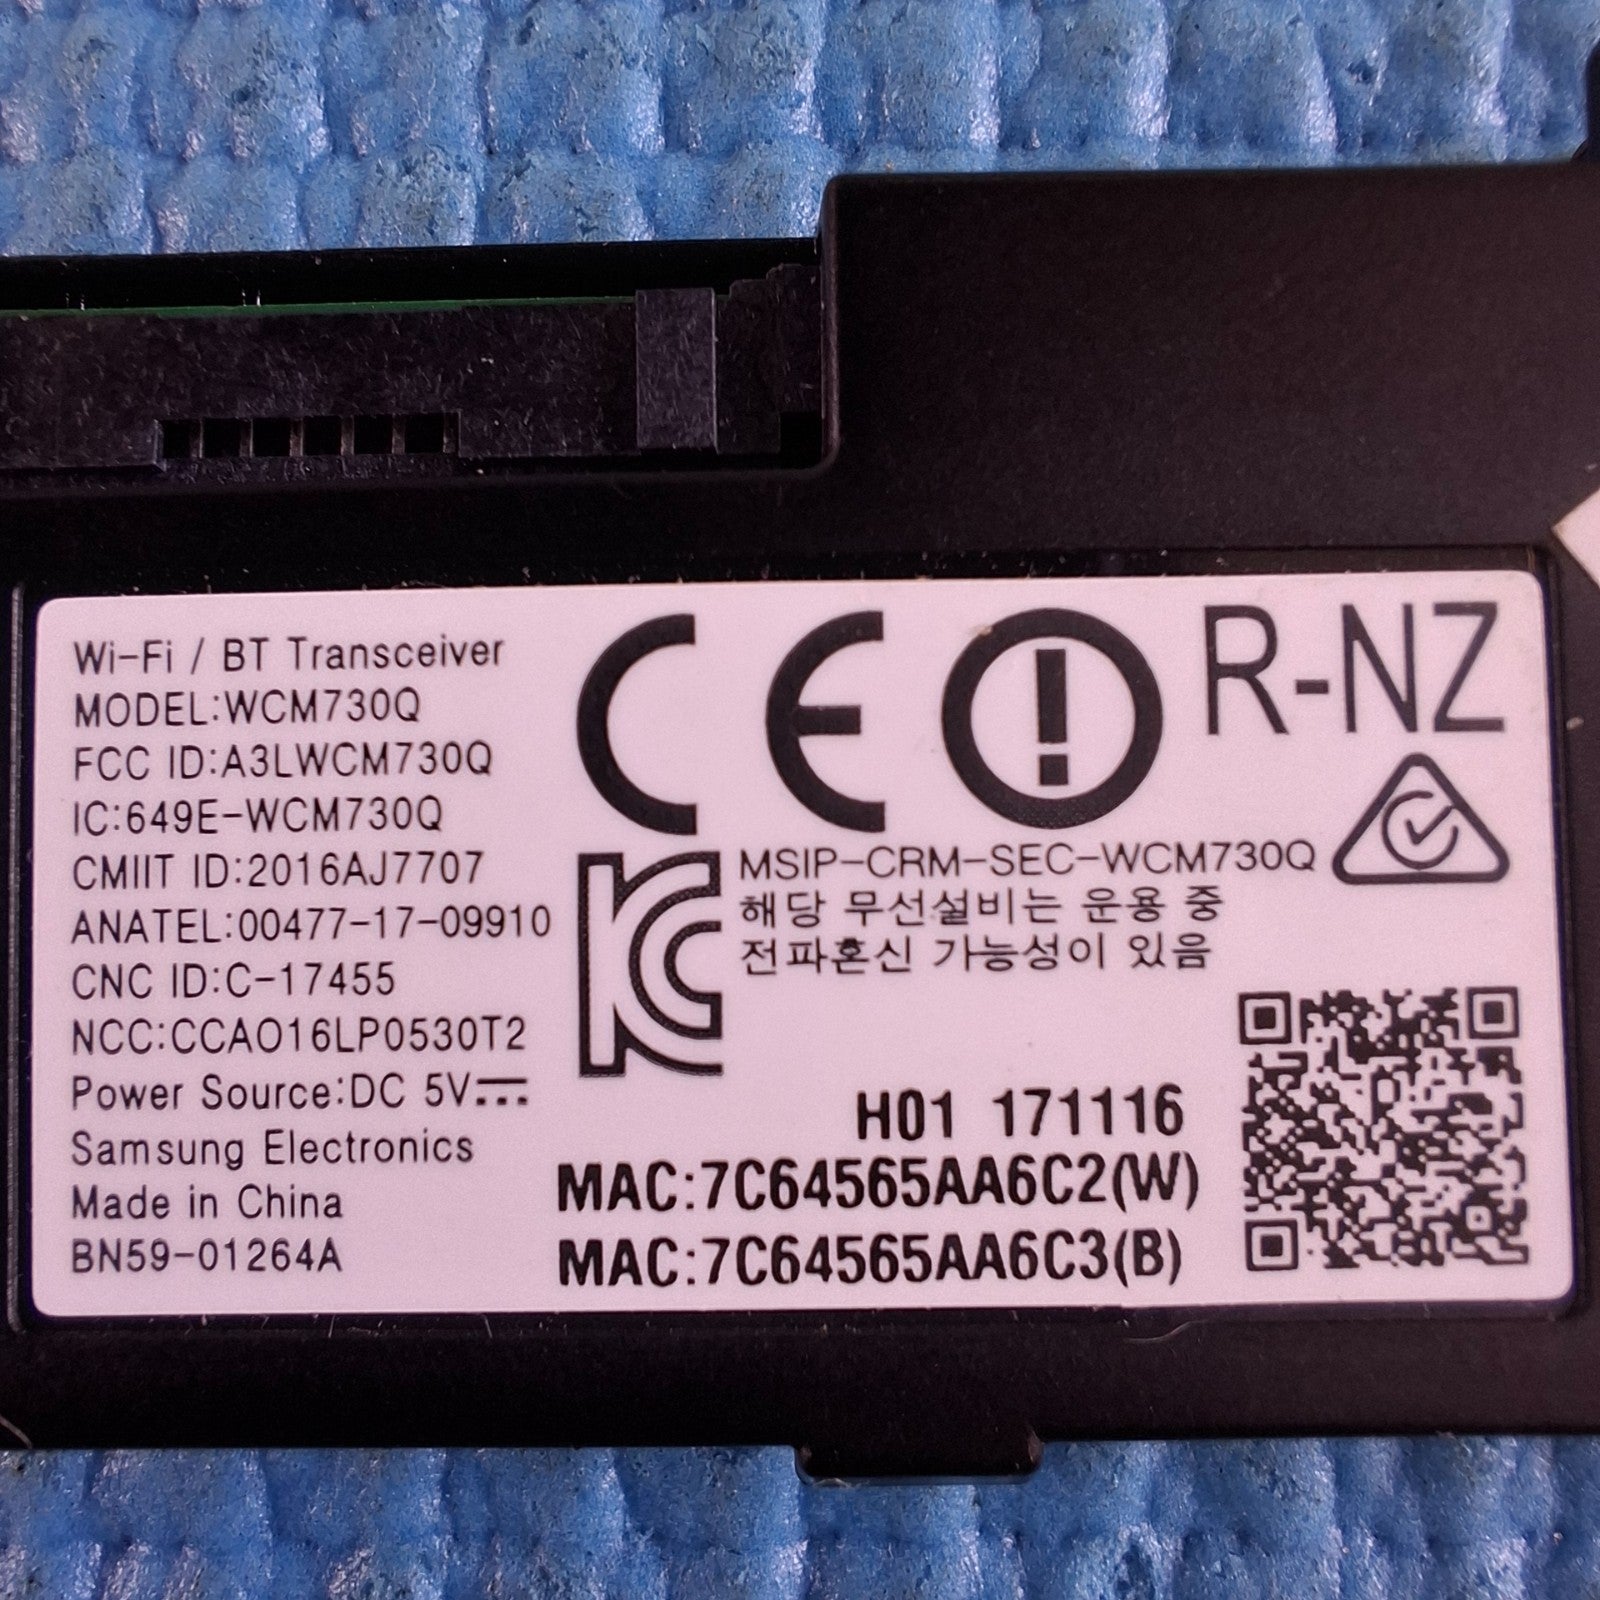 Wi-Fi / BT Transceiver
MODEL:WCM730Q
FCC ID:A3LWCM730Q
IC:649E-WCM730Q
CMIIT ID:2016AJ7707
ANATEL:00477-17-09910
CNC ID:C-17455
NCC:CCAO16LP0530T2
Power Source:DC 5V
Samsung Electronics
Made in China
BN59-01264A
CE
R-NZ
MSIP-CRM-SEC-WCM730Q
해당 무선설비는 운용 중
전파혼신 가능성이 있음
H01 171116
MAC:7C64565AA6C2(W)
MAC:7C64565AA6C3(B)